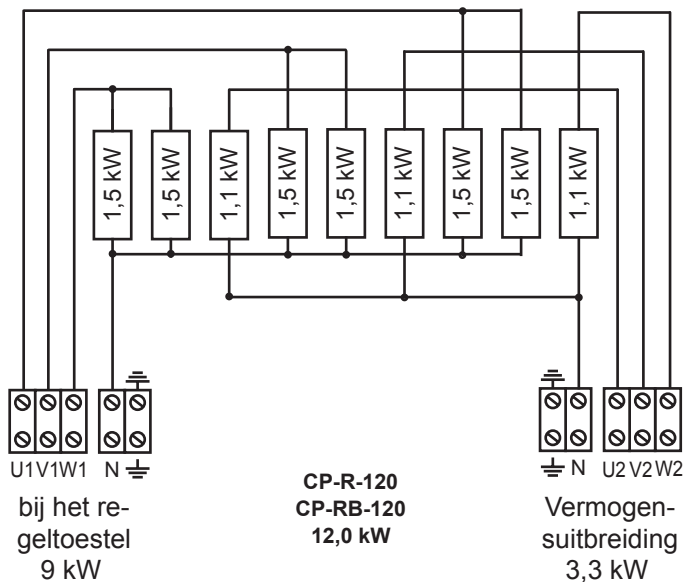 1,5 kW
1,5 kW
1,1 kW
1,5 kW
1,5 kW
1,1 kW
1,5 kW
1,5 kW
1,1 kW
U1 V1 W1 N
N U2 V2 W2
bij het re-
geltoestel
9 kW
CP-R-120
CP-RB-120
12,0 kW
Vermogen-
suitbreiding
3,3 kW